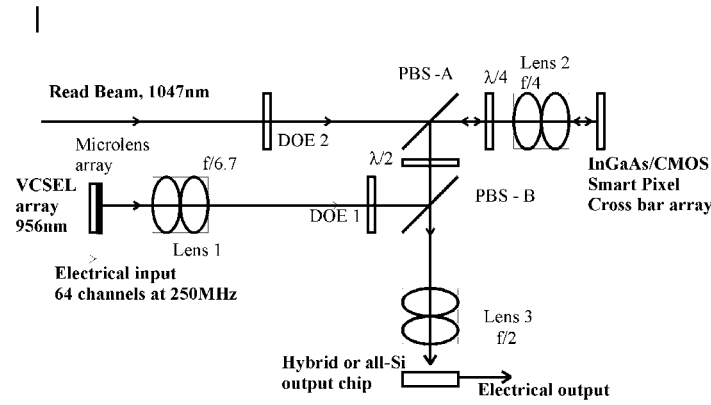 PBS -A
λ/4
Lens 2
f/4
Read Beam, 1047nm
DOE 2
Microlens
array
f/6.7
λ/2
InGaAs/CMOS
Smart Pixel
Cross bar array
VCSEL
array
956nm
PBS - B
DOE 1
Lens 1
Electrical input
64 channels at 250MHz
Lens 3
f/2
Hybrid or all-Si
output chip
Electrical output